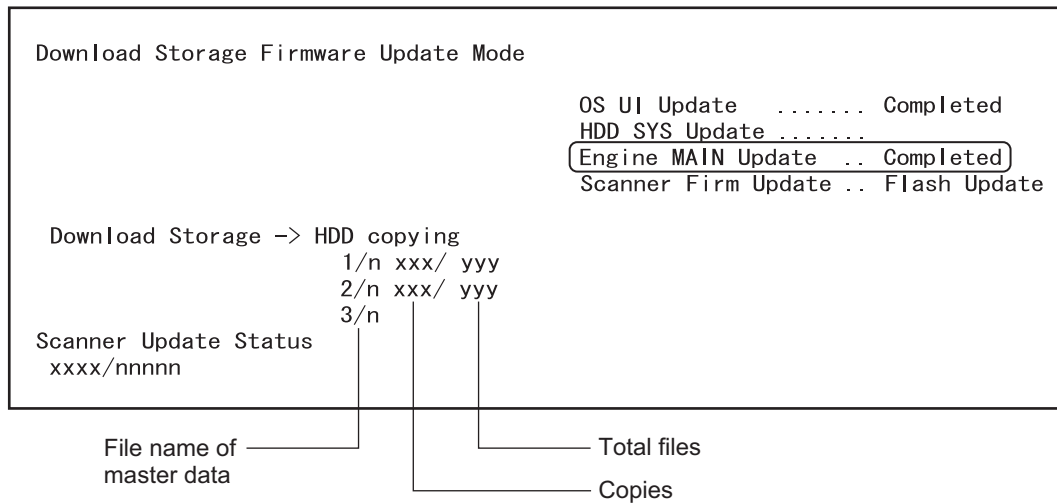 Download Storage Firmware Update Mode
OS UI Update ....... Completed
HDD SYS Update .......
Engine MAIN Update .. Completed
Scanner Firm Update .. Flash Update
Download Storage -> HDD copying
1/n xxx/ yyy
2/n xxx/ yyy
3/n
Scanner Update Status
xxxx/nnnnn
File name of
master data
Total files
Copies